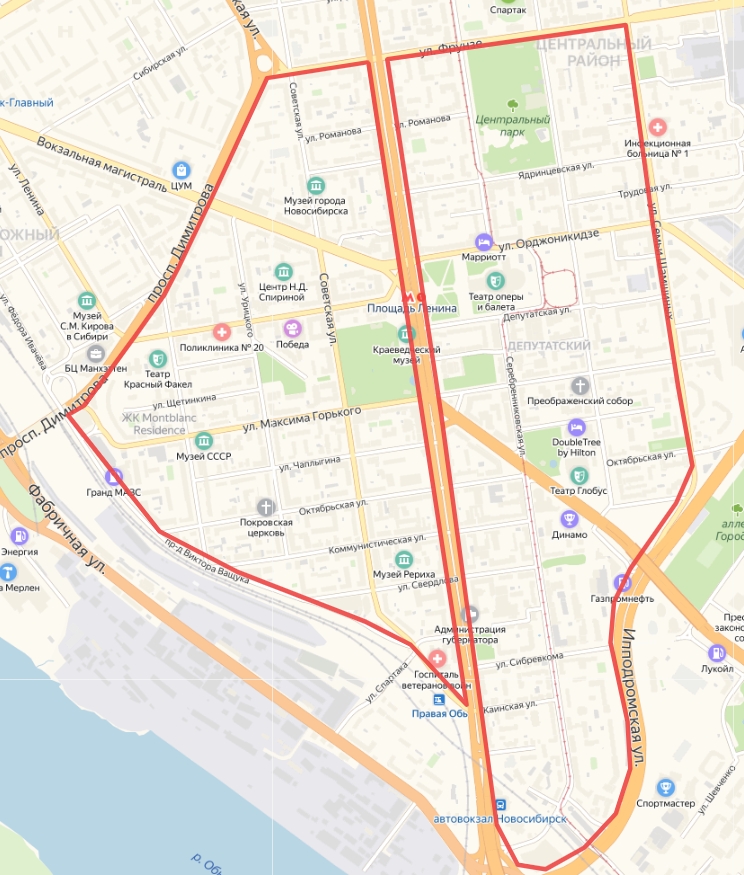 Спартак
ул. Фрунзе
ЦЕНТРАЛЬНЫЙ
РАЙОН
Сибирская ул.
к-Главный
Советская ул.
ул. Романова
ул. Романова
Центральный
парк
Инфекционная
больница № 1
Вокзальная магистраль
ЦУМ
ул. Ленина
Музей города
Новосибирска
Ядринцевская ул.
Трудовая ул.
просп. Димитрова
ул. Семьи Шамшиных
ул. Орджоникидзе
Марриотт
ОЖНЫЙ
Центр Н.Д.
Спириной
Советская ул.
ул. Урицкого
Театр оперы
и балета
Площадь Ленина
Депутатская ул.
Музей
С.М. Кирова
в Сибири
ул. Фёдора Ивачёва
Поликлиника № 20
Победа
Краеведческий
музей
ДЕПУТАТСКИЙ
БЦ Манхэттен
Театр
Красный Факел
Серебренниковская ул.
Преображенский собор
просп. Димитрова
ул. Щетинкина
ЖК Montblanc
Residence
ул. Максима Горького
Музей СССР
DoubleTree
by Hilton
ул. Чаплыгина
Октябрьская ул.
Гранд МАЗС
Театр Глобус
Октябрьская ул.
Покровская
церковь
Динамо
Фабричная ул.
Энергия
алле
Горо
пр-д Виктора Ващука
Коммунистическая ул.
Музей Рериха
ул. Свердлова
а Мерлен
Газпромнефть
Администрация
губернатора
Ипподромская ул.
Прес
законо
со
ул. Сибревкома
Лукойл
Госпиталь
ветеранов войн
ул. Спартака
Правая Обь
Каинская ул.
Спортмастер
ул. Шевченко
автовокзал Новосибирск
р. Обь